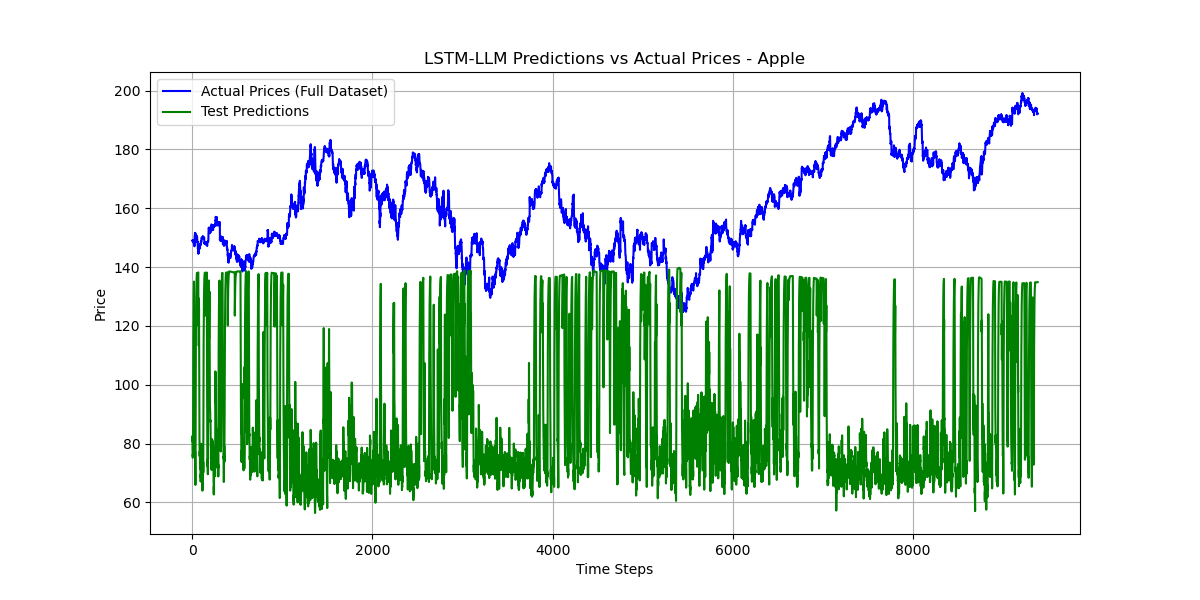 LSTM-LLM Predictions vs Actual Prices - Apple
Actual Prices (Full Dataset)
Test Predictions
200
180
160
140
120
100
80
60
Price
0 2000 4000 6000 8000
Time Steps